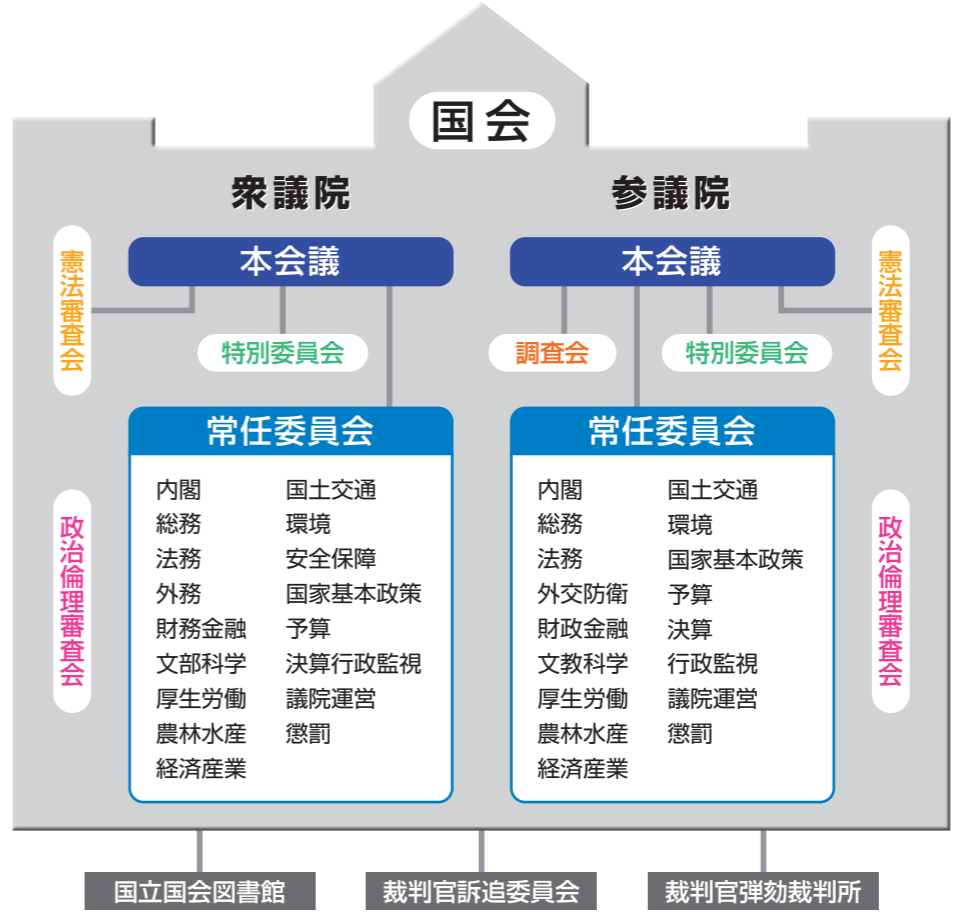 国会
衆議院
本会議
憲法審査会
特別委員会
常任委員会
内閣
総務
法務
外務
財務金融
文部科学
厚生労働
農林水産
経済産業
国土交通
環境
安全保障
国家基本政策
予算
決算行政監視
議院運営
懲罰
政治倫理審査会
参議院
本会議
調査会
特別委員会
憲法審査会
常任委員会
内閣
総務
法務
外交防衛
財政金融
文教科学
厚生労働
農林水産
経済産業
国土交通
環境
国家基本政策
予算
決算
行政監視
議院運営
懲罰
政治倫理審査会
国立国会図書館
裁判官訴追委員会
裁判官弾劾裁判所